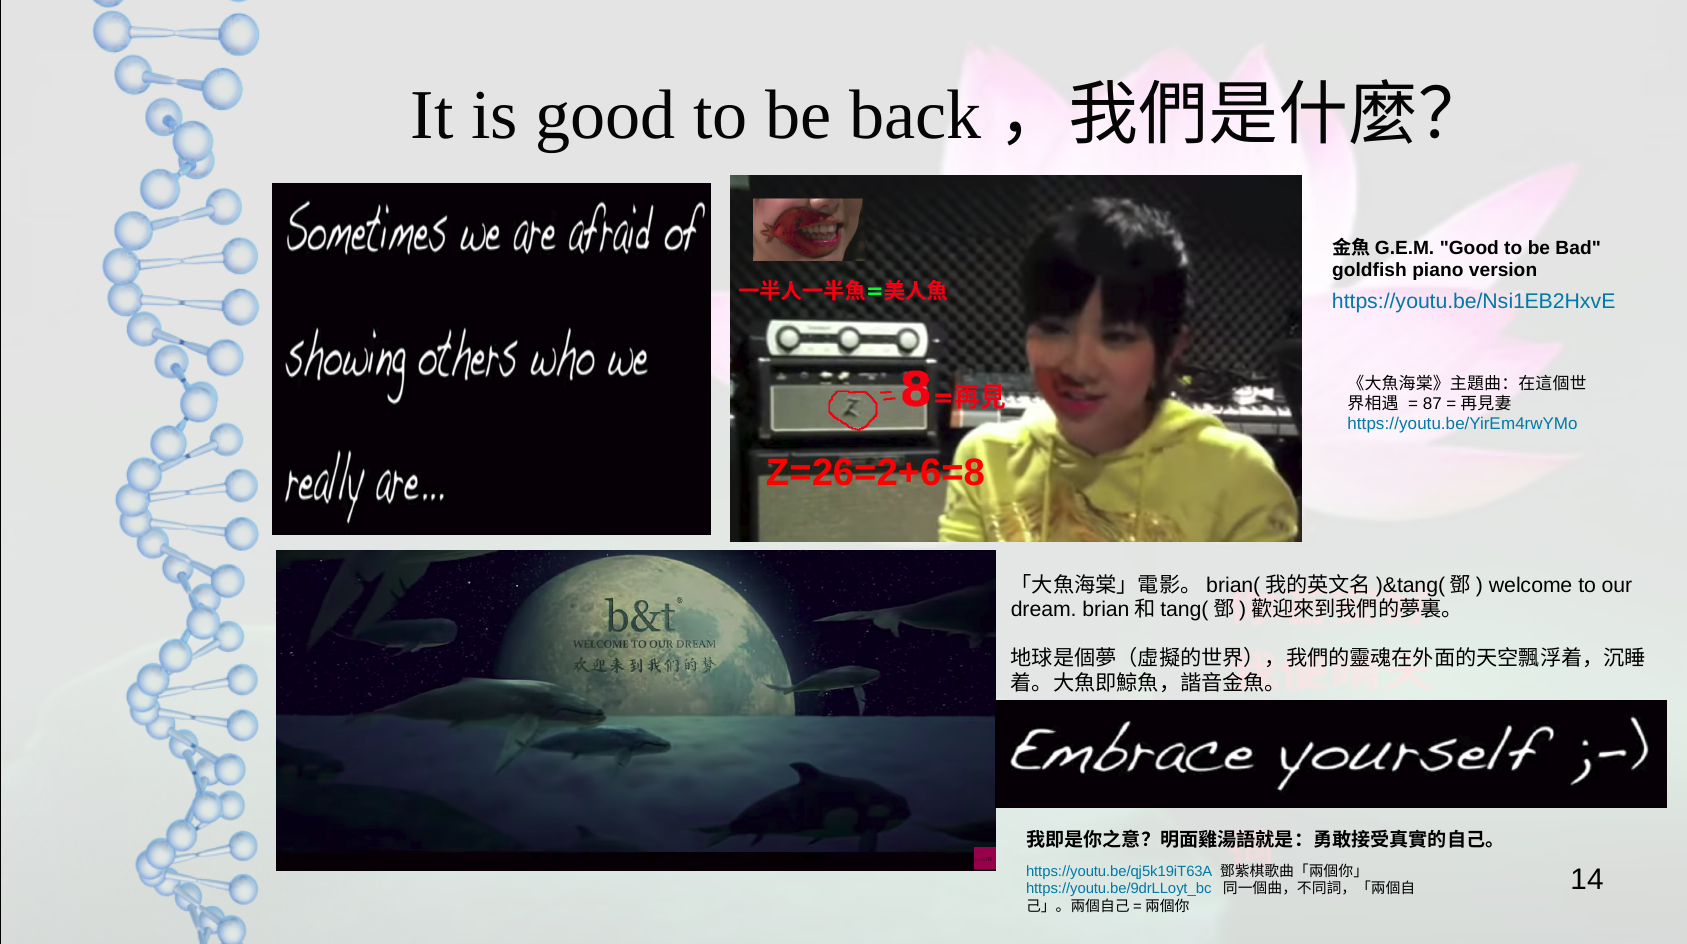 It is good to be back ，我們是什麼？
Sometimes we are afraid of
showing others who we
really are...
一半人一半魚=美人魚
Z
=8=再見
Z=26=2+6=8
金魚 G.E.M. "Good to be Bad"
goldfish piano version
https://youtu.be/Nsi1EB2HxvE
《大魚海棠》主題曲：在這個世
界相遇 = 87 = 再見妻
https://youtu.be/YirEm4rwYMo
b&t®
WELCOME TO OUR DREAM
欢迎来到我们的梦
「大魚海棠」電影。 brian( 我的英文名 )&tang( 鄧 ) welcome to our
dream. brian 和 tang( 鄧 ) 歡迎來到我們的夢裏。
地球是個夢（虛擬的世界），我們的靈魂在外面的天空飄浮着，沉睡
着。大魚即鯨魚，諧音金魚。
Embrace yourself ;-)
我即是你之意？明面雞湯語就是：勇敢接受真實的自己。
https://youtu.be/qj5k19iT63A 鄧紫棋歌曲「兩個你」
https://youtu.be/9drLLoyt_bc 同一個曲，不同詞，「兩個自
己」。兩個自己 = 兩個你
14